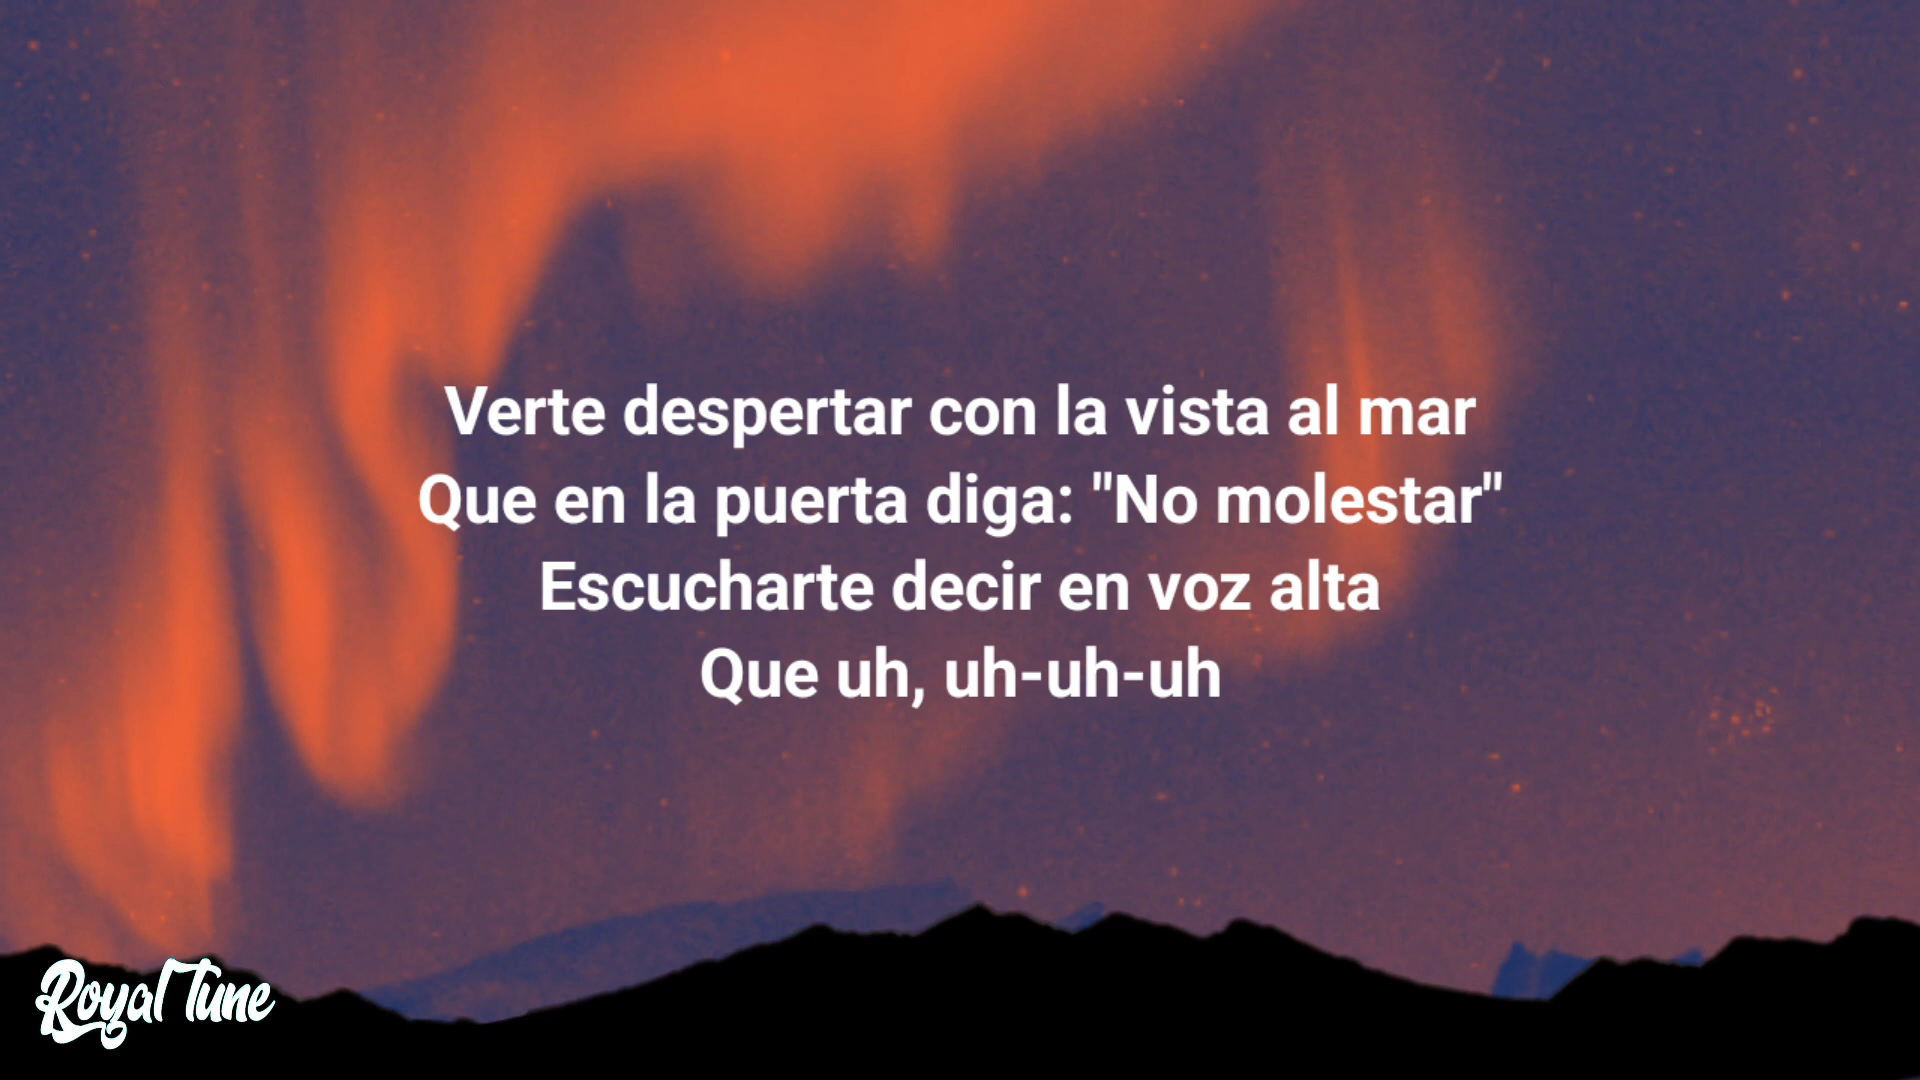 Verte despertar con la vista al mar
Que en la puerta diga: "No molestar"
Escucharte decir en voz alta
Que uh, uh-uh-uh
Royal Tune